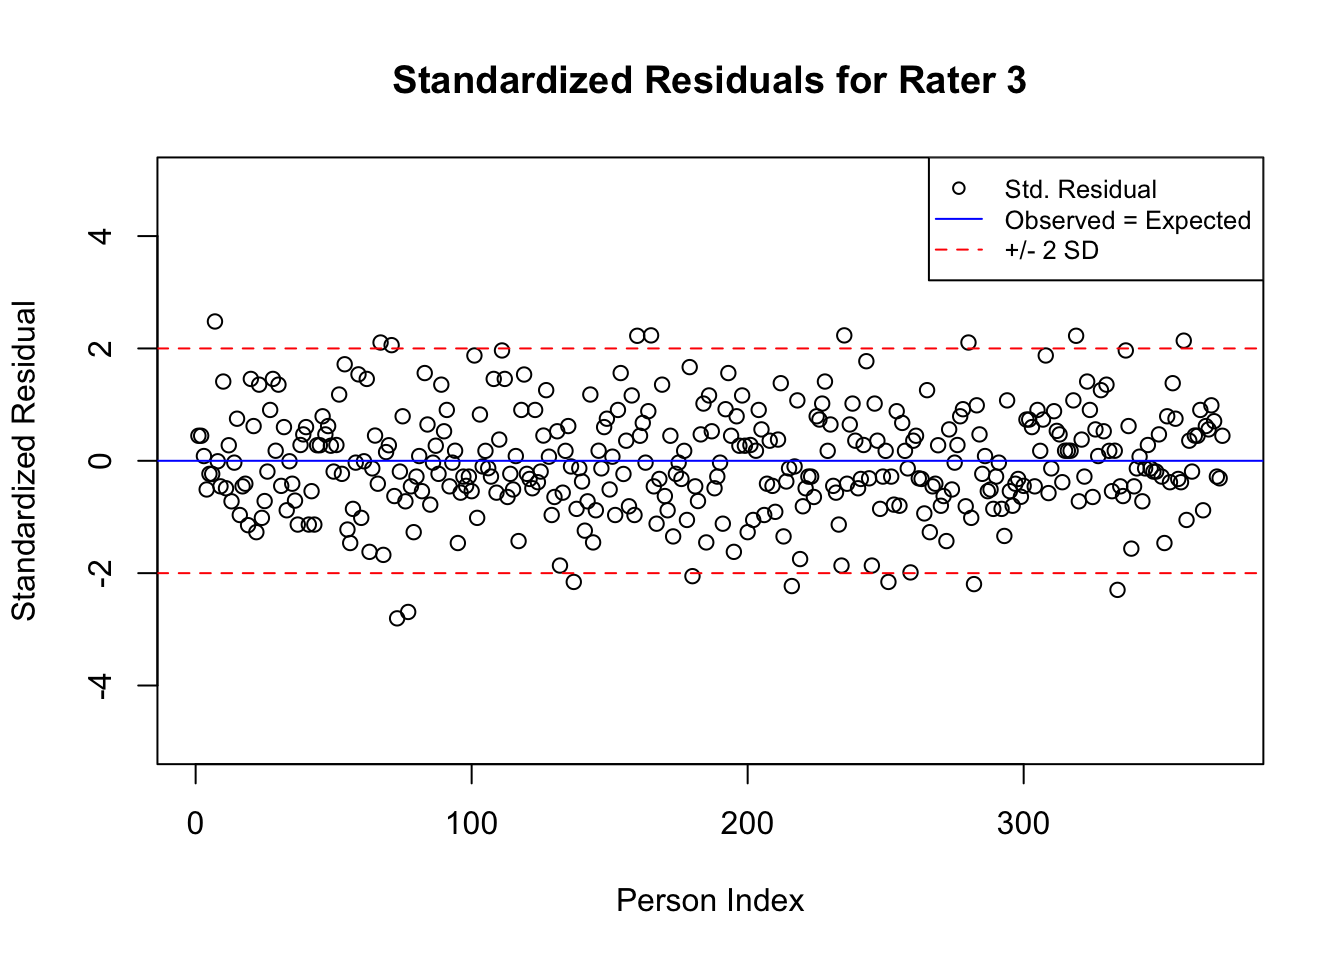 Standardized Residuals for Rater 3
Std. Residual
Observed = Expected
+/- 2 SD
Standardized Residual
4
2
0
-2
-4
0 100 200 300
Person Index